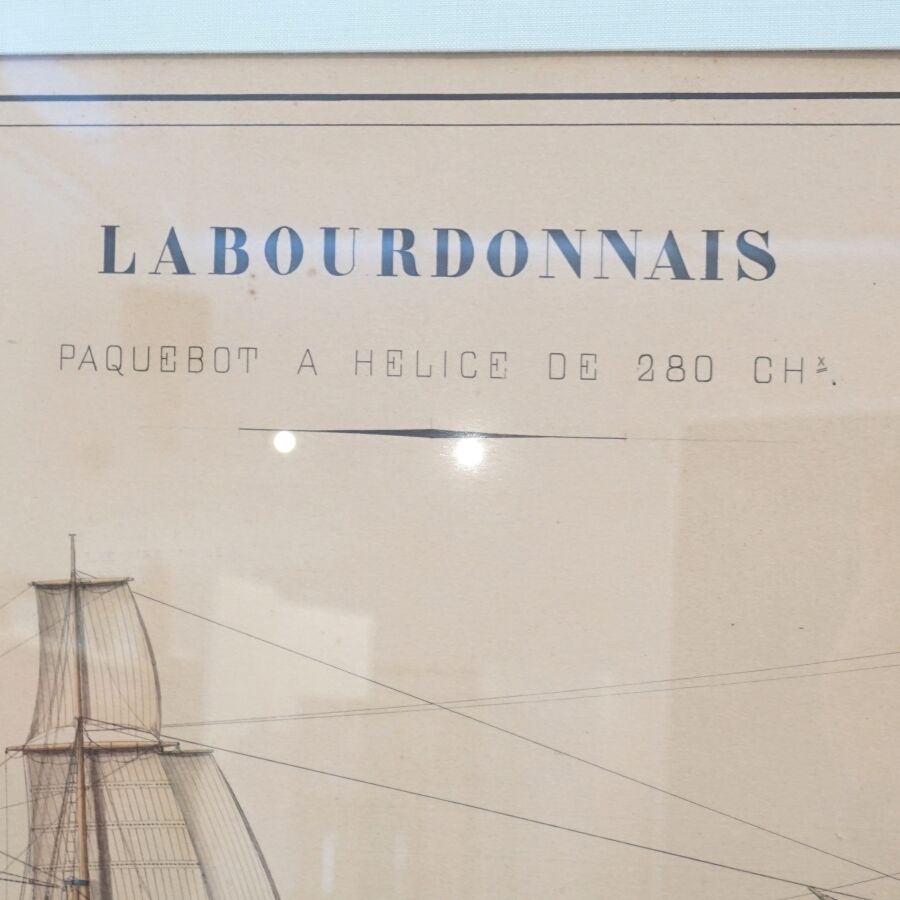 LABOURDONNAIS
PAQUEBOT A HELICE DE 280 CHˣ.